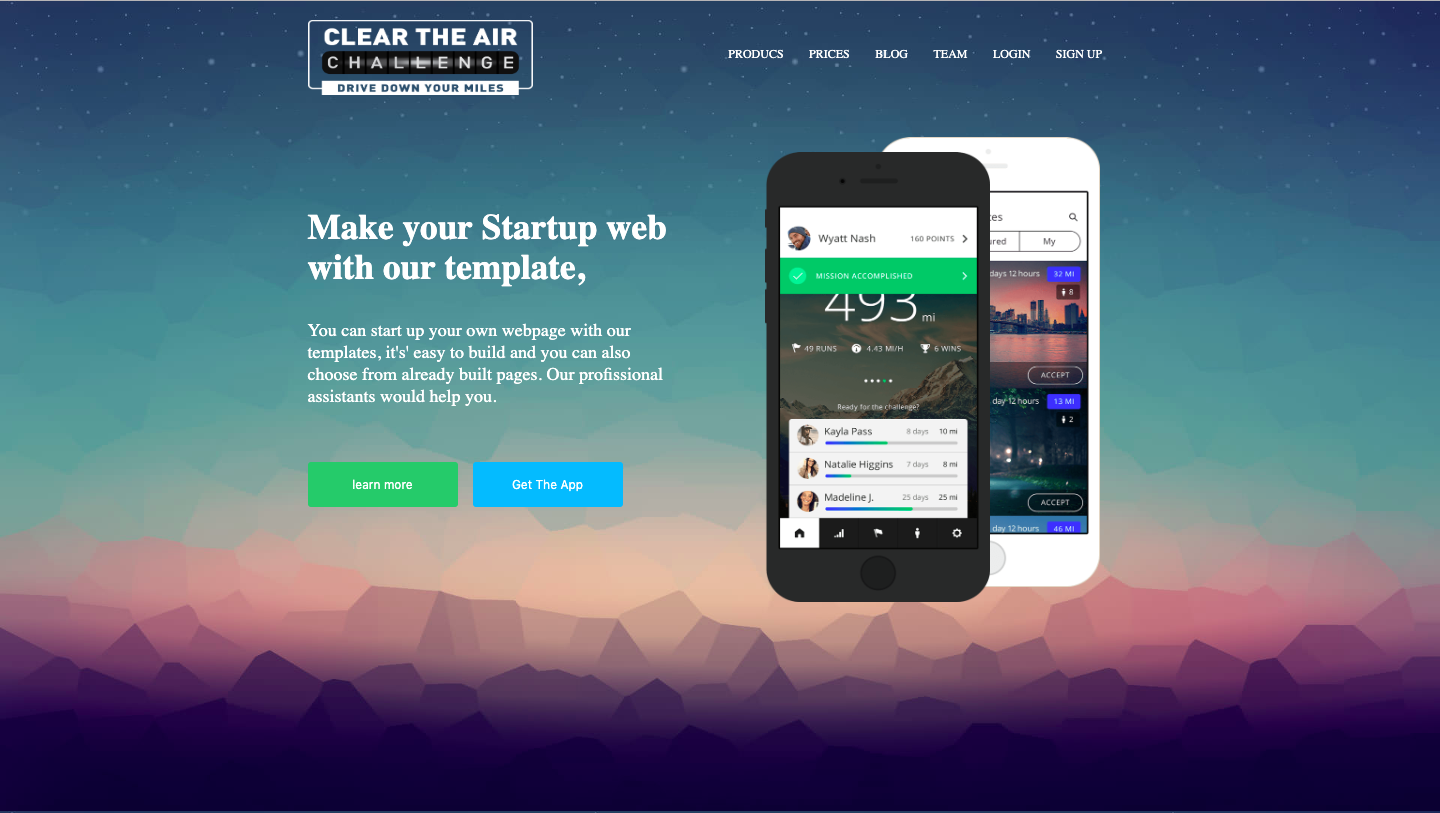 CLEAR THE AIR
CHALLENGE
DRIVE DOWN YOUR MILES
PRODUCS PRICES BLOG TEAM LOGIN SIGN UP
Make your Startup web
with our template,
You can start up your own webpage with our
templates, it's' easy to build and you can also
choose from already built pages. Our profissional
assistants would help you.
learn more Get The App
Wyatt Nash 160 POINTS
MISSION ACCOMPLISHED
493 mi
49 RUNS 4.43 MI/H 6 WINS
Ready for the challenge?
Kayla Pass 8 days 10 mi
Natalie Higgins 7 days 8 mi
Madeline J. 25 days 25 mi
ces
ured My
days 12 hours 32 MI
8
ACCEPT
day 12 hours 13 MI
2
ACCEPT
day 12 hours 46 MI